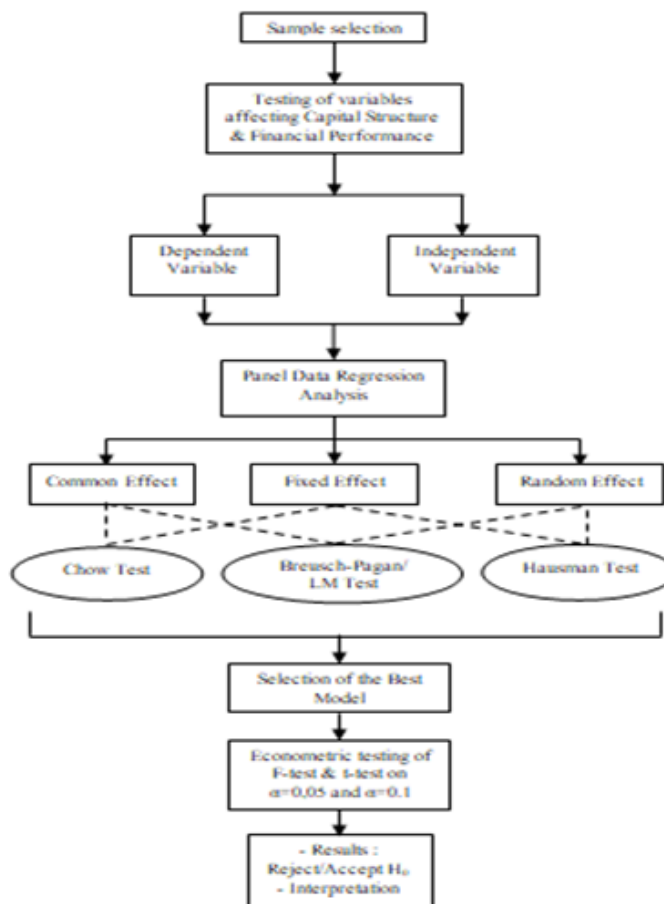 Sample selection
Testing of variables
affecting Capital Structure
& Financial Performance
Dependent
Variable
Independent
Variable
Panel Data Regression
Analysis
Common Effect
Fixed Effect
Random Effect
Chow Test
Breusch-Pagan/
LM Test
Hausman Test
Selection of the Best
Model
Econometric testing of
F-test & t-test on
α=0,05 and α=0.1
- Results :
Reject/Accept H₀
- Interpretation